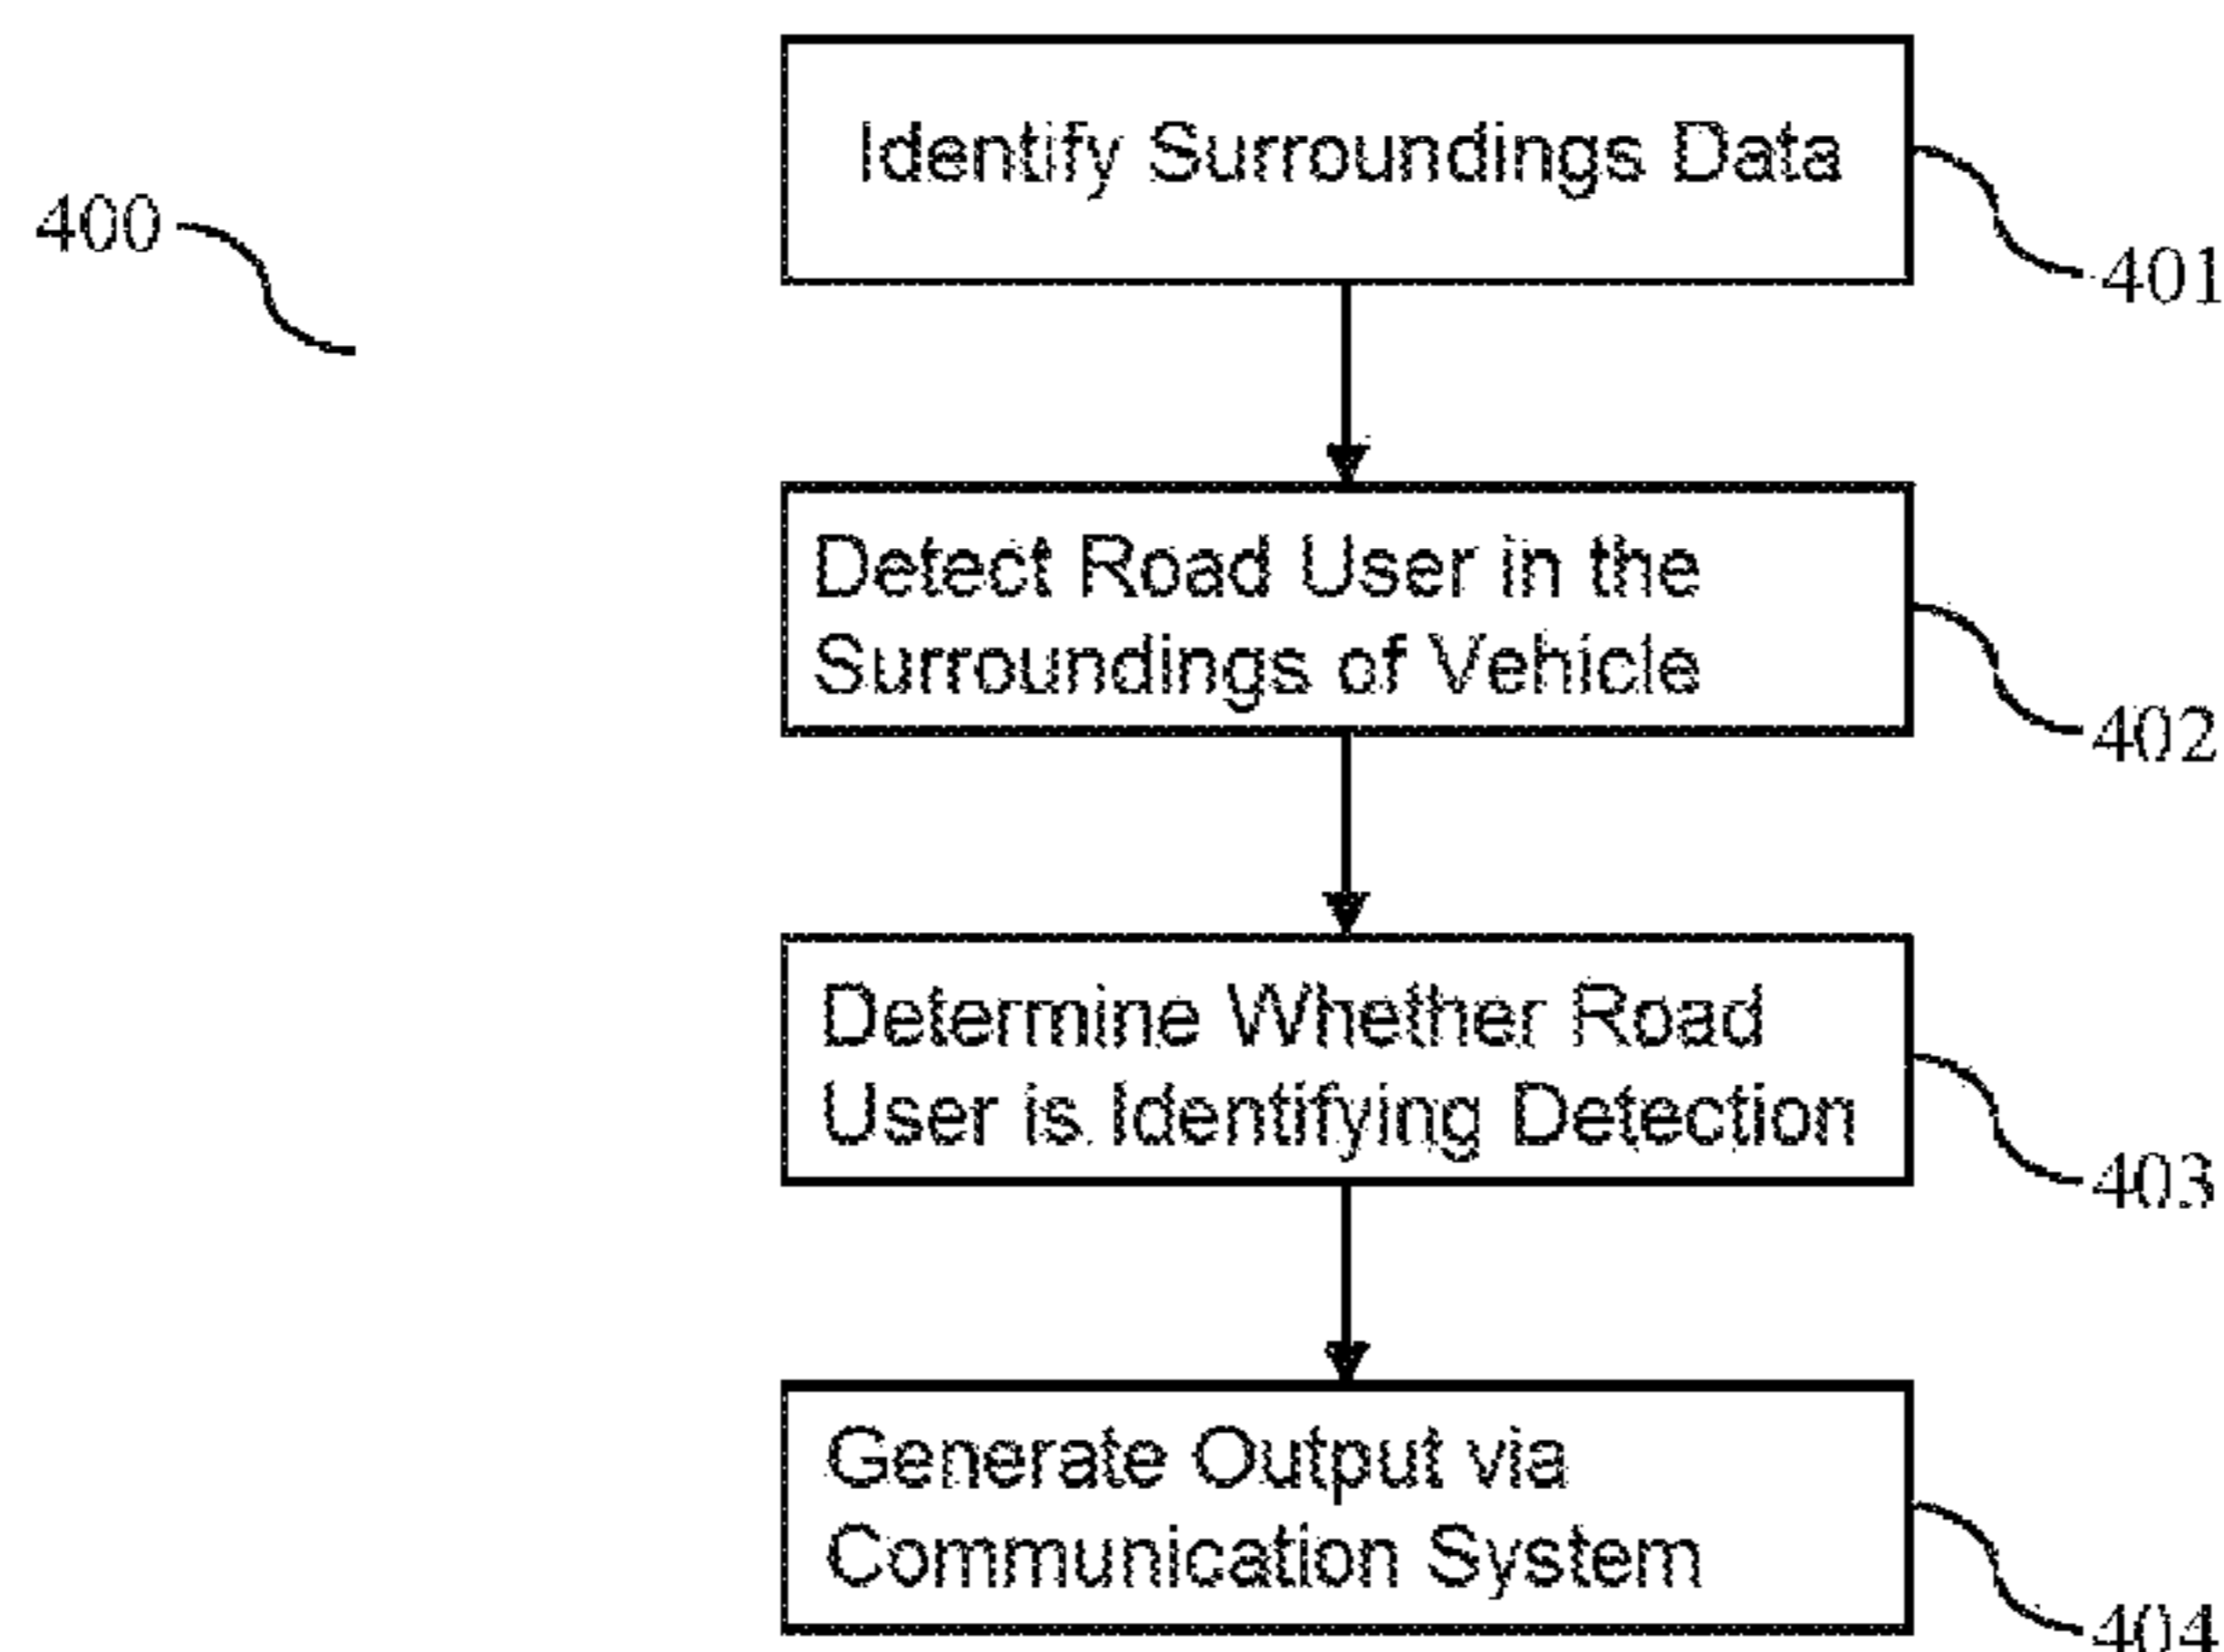 Identify Surroundings Data
400
401
Detect Road User in the
Surroundings of Vehicle
402
Determine Whether Road
User is Identifying Detection
403
Generate Output via
Communication System
404